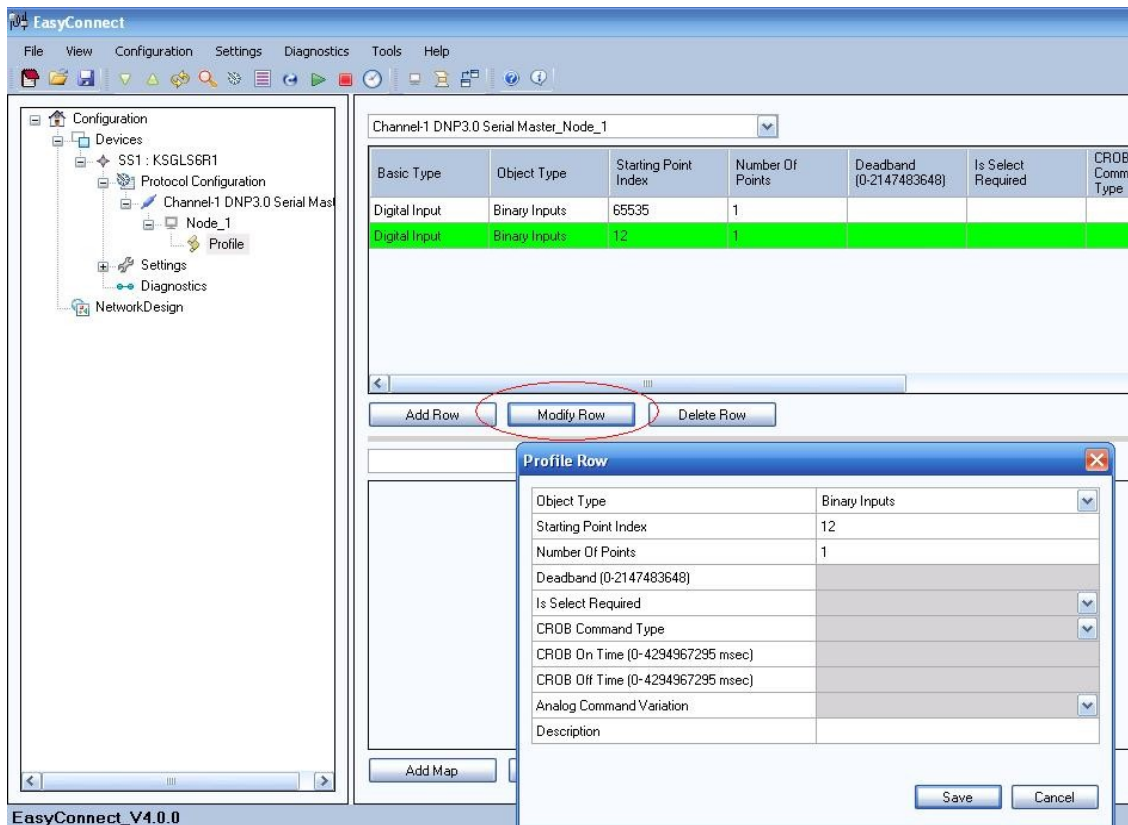 EasyConnect
File View Configuration Settings Diagnostics Tools Help
Configuration
Devices
SS1 : KSGLS6R1
Protocol Configuration
Channel-1 DNP3.0 Serial Mast
Node_1
Profile
Settings
Diagnostics
NetworkDesign
Channel-1 DNP3.0 Serial Master_Node_1
Basic Type Object Type Starting Point Index Number Of Points Deadband (0-2147483648) Is Select Required CROB Comm Type
Digital Input Binary Inputs 65535 1
Digital Input Binary Inputs 12 1
Add Row Modify Row Delete Row
Profile Row
Object Type Binary Inputs
Starting Point Index 12
Number Of Points 1
Deadband (0-2147483648)
Is Select Required
CROB Command Type
CROB On Time (0-4294967295 msec)
CROB Off Time (0-4294967295 msec)
Analog Command Variation
Description
Add Map
Save Cancel
EasyConnect_V4.0.0